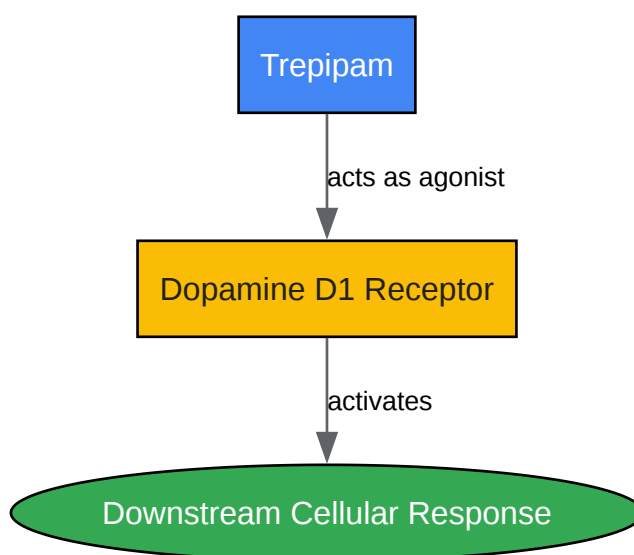 Trepipam
acts as agonist
Dopamine D1 Receptor
activates
Downstream Cellular Response